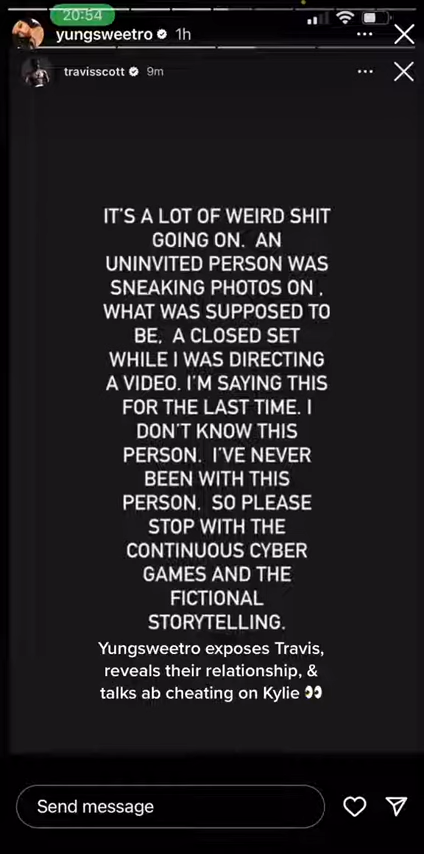 20:54
yungsweetro 1h
travisscott 9m
IT'S A LOT OF WEIRD SHIT
GOING ON. AN
UNINVITED PERSON WAS
SNEAKING PHOTOS ON ,
WHAT WAS SUPPOSED TO
BE, A CLOSED SET
WHILE I WAS DIRECTING
A VIDEO. I'M SAYING THIS
FOR THE LAST TIME. I
DON'T KNOW THIS
PERSON. I'VE NEVER
BEEN WITH THIS
PERSON. SO PLEASE
STOP WITH THE
CONTINUOUS CYBER
GAMES AND THE
FICTIONAL
STORYTELLING.
Yungsweetro exposes Travis,
reveals their relationship, &
talks ab cheating on Kylie 👀
Send message